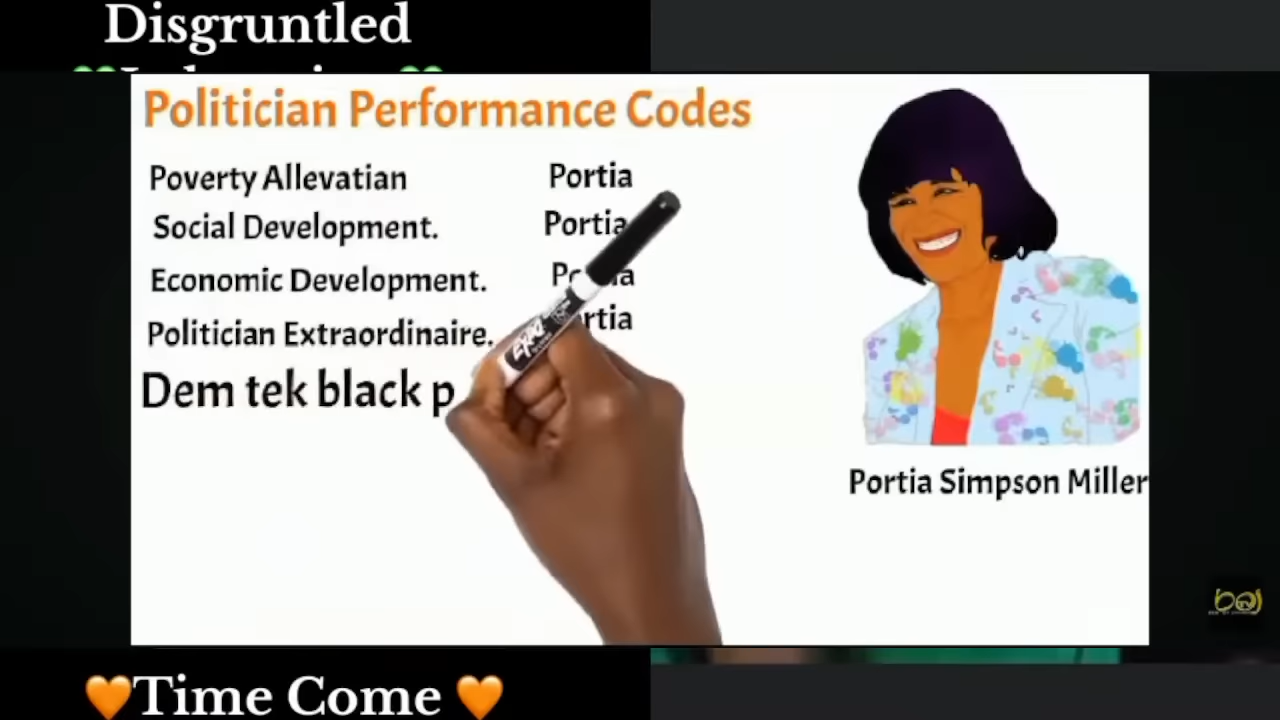 Disgruntled
Politician Performance Codes
Poverty Allevatian Portia
Social Development. Portia
Economic Development.
Politician Extraordinaire.
Dem tek black p
Portia Simpson Miller
🧡Time Come 🧡
EXPO